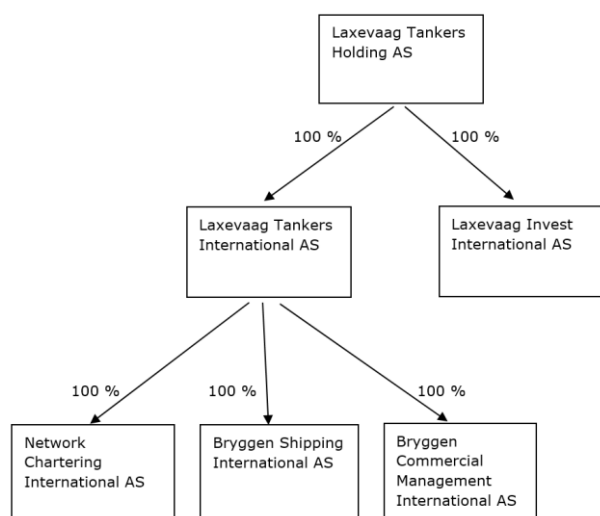 Laxevaag Tankers
Holding AS
100 %
100 %
Laxevaag Tankers
International AS
Laxevaag Invest
International AS
100 %
100 %
100 %
Network
Chartering
International AS
Bryggen Shipping
International AS
Bryggen
Commercial
Management
International AS